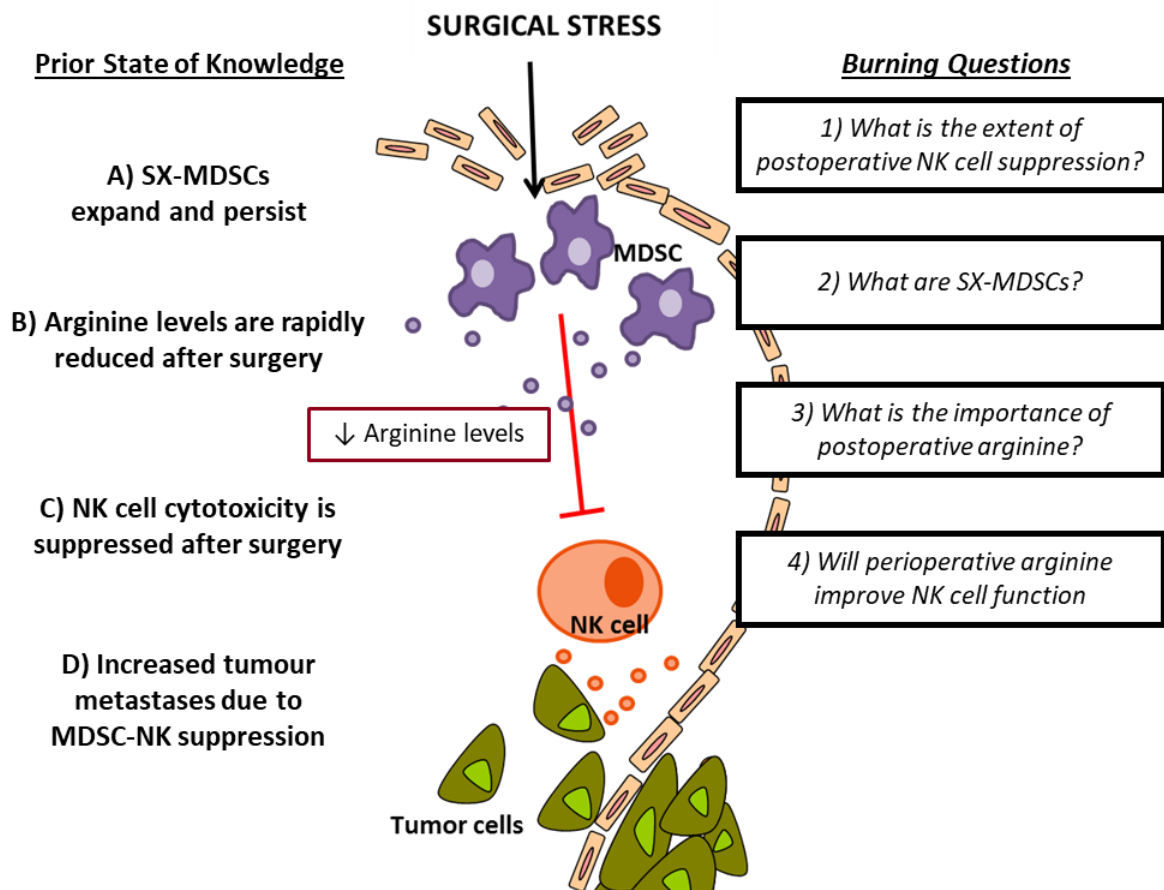 SURGICAL STRESS
Prior State of Knowledge
A) SX-MDSCs
expand and persist
B) Arginine levels are rapidly
reduced after surgery
C) NK cell cytotoxicity is
suppressed after surgery
D) Increased tumour
metastases due to
MDSC-NK suppression
MDSC
↓ Arginine levels
NK cell
Tumor cells
Burning Questions
1) What is the extent of
postoperative NK cell suppression?
2) What are SX-MDSCs?
3) What is the importance of
postoperative arginine?
4) Will perioperative arginine
improve NK cell function